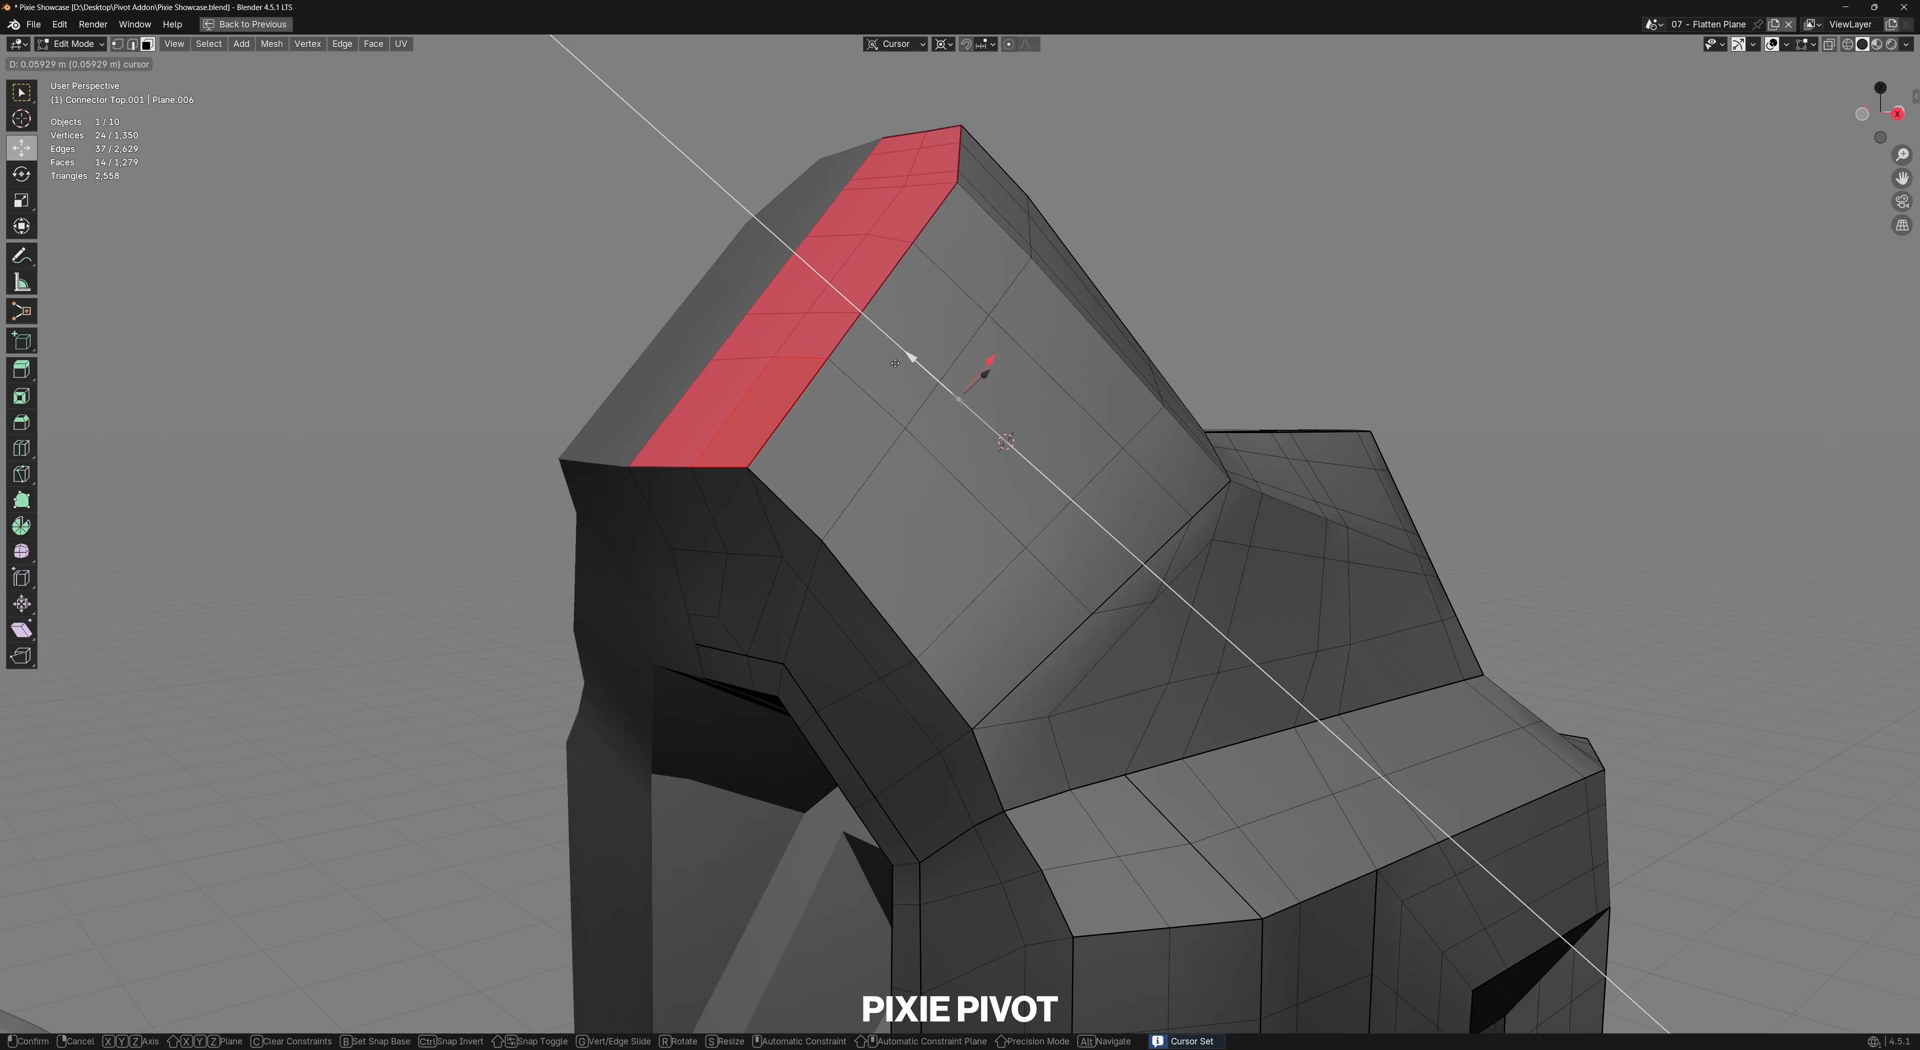 * Pixie Showcase [D:\Desktop\Pivot Addon\Pixie Showcase.blend] - Blender 4.5.1 LTS
File Edit Render Window Help Back to Previous 07 - Flatten Plane ViewLayer
Edit Mode View Select Add Mesh Vertex Edge Face UV Cursor
D: 0.05929 m (0.05929 m) cursor
User Perspective
(1) Connector Top.001 | Plane.006
Objects 1 / 10
Vertices 24 / 1,350
Edges 37 / 2,629
Faces 14 / 1,279
Triangles 2,558
Z
X
PIXIE PIVOT
Confirm Cancel X Y Z Axis X Y Z Plane C Clear Constraints B Set Snap Base Ctrl Snap Invert Snap Toggle G Vert/Edge Slide R Rotate S Resize Automatic Constraint Automatic Constraint Plane Precision Mode Alt Navigate Cursor Set 4.5.1